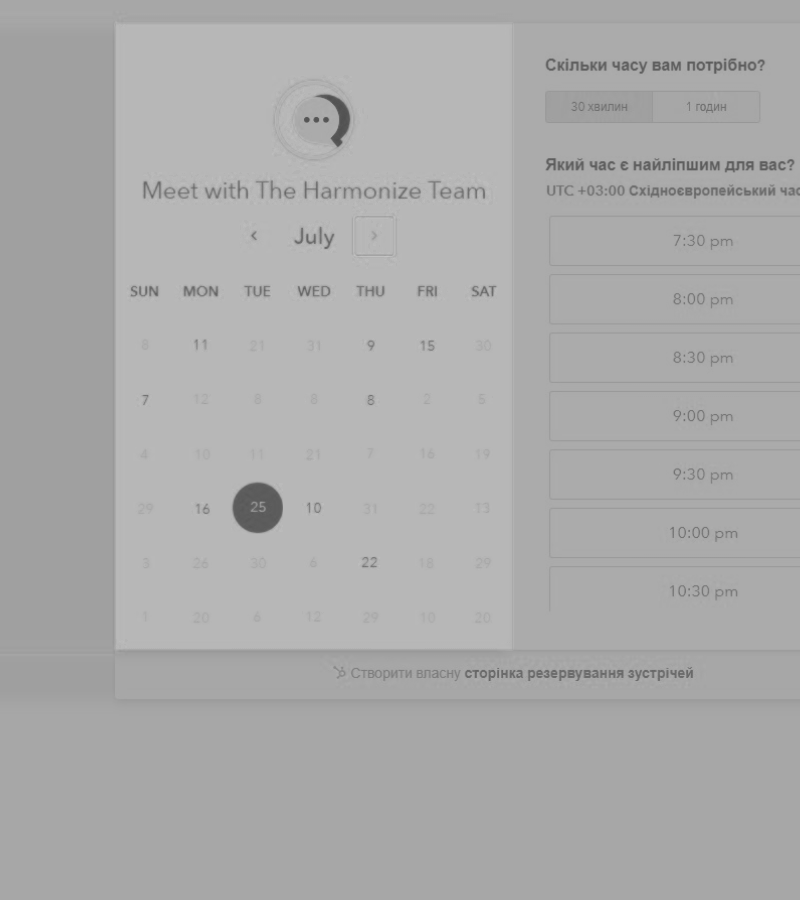 Meet with The Harmonize Team
July
SUN MON TUE WED THU FRI SAT
8 11 21 31 9 15 30
7 12 8 8 8 2 5
4 10 11 21 7 16 19
29 16 25 10 31 22 13
3 26 30 6 22 18 29
1 20 6 12 29 10 20
Скільки часу вам потрібно?
30 хвилин 1 годин
Який час є найліпшим для вас?
UTC +03:00 Східноєвропейський час
7:30 pm
8:00 pm
8:30 pm
9:00 pm
9:30 pm
10:00 pm
10:30 pm
Створити власну сторінка резервування зустрічей